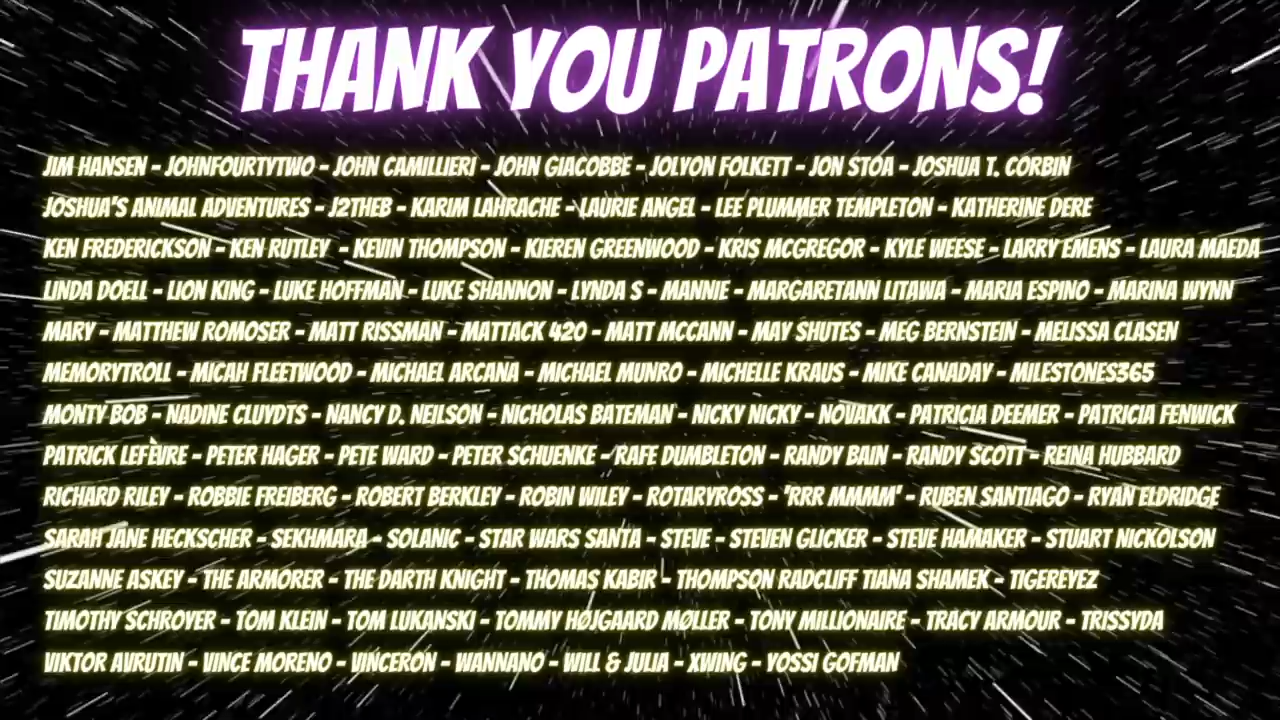 THANK YOU PATRONS!
JIM HANSEN - JOHNFOURTYTWO - JOHN CAMILLIERI - JOHN GIACOBBE - JOLYON FOLKETT - JON STOA - JOSHUA T. CORBIN
JOSHUA'S ANIMAL ADVENTURES - J2THEB - KARIM LAHRACHE - LAURIE ANGEL - LEE PLUMMER TEMPLETON - KATHERINE DERE
KEN FREDERICKSON - KEN RUTLEY - KEVIN THOMPSON - KIEREN GREENWOOD - KRIS MCGREGOR - KYLE WEESE - LARRY EMENS - LAURA MAEDA
LINDA DOELL - LION KING - LUKE HOFFMAN - LUKE SHANNON - LYNDA S - MANNIE - MARGARETANN LITAWA - MARIA ESPINO - MARINA WYNN
MARY - MATTHEW ROMOSER - MATT RISSMAN - MATTACK 420 - MATT MCCANN - MAY SHUTES - MEG BERNSTEIN - MELISSA CLASEN
MEMORYTROLL - MICAH FLEETWOOD - MICHAEL ARCANA - MICHAEL MUNRO - MICHELLE KRAUS - MIKE CANADAY - MILESTONES365
MONTY BOB - NADINE CLUYDTS - NANCY D. NEILSON - NICHOLAS BATEMAN - NICKY NICKY - NOVAKK - PATRICIA DEEMER - PATRICIA FENWICK
PATRICK LEFÈVRE - PETER HAGER - PETE WARD - PETER SCHUENKE - RAFE DUMBLETON - RANDY BAIN - RANDY SCOTT - REINA HUBBARD
RICHARD RILEY - ROBBIE FREIBERG - ROBERT BERKLEY - ROBIN WILEY - ROTARYROSS - "RRR MMMM" - RUBEN SANTIAGO - RYAN ELDRIDGE
SARAH JANE HECKSCHER - SEKHMARA - SOLANIC - STAR WARS SANTA - STEVE - STEVEN GLICKER - STEVE HAMAKER - STUART NICKOLSON
SUZANNE ASKEY - THE ARMORER - THE DARTH KNIGHT - THOMAS KABIR - THOMPSON RADCLIFF TIANA SHAMEK - TIGEREYEZ
TIMOTHY SCHROYER - TOM KLEIN - TOM LUKANSKI - TOMMY HØJGAARD MØLLER - TONY MILLIONAIRE - TRACY ARMOUR - TRISSYDA
VIKTOR AVRUTIN - VINCE MORENO - VINCERON - WANNANO - WILL & JULIA - XWING - YOSSI GOFMAN